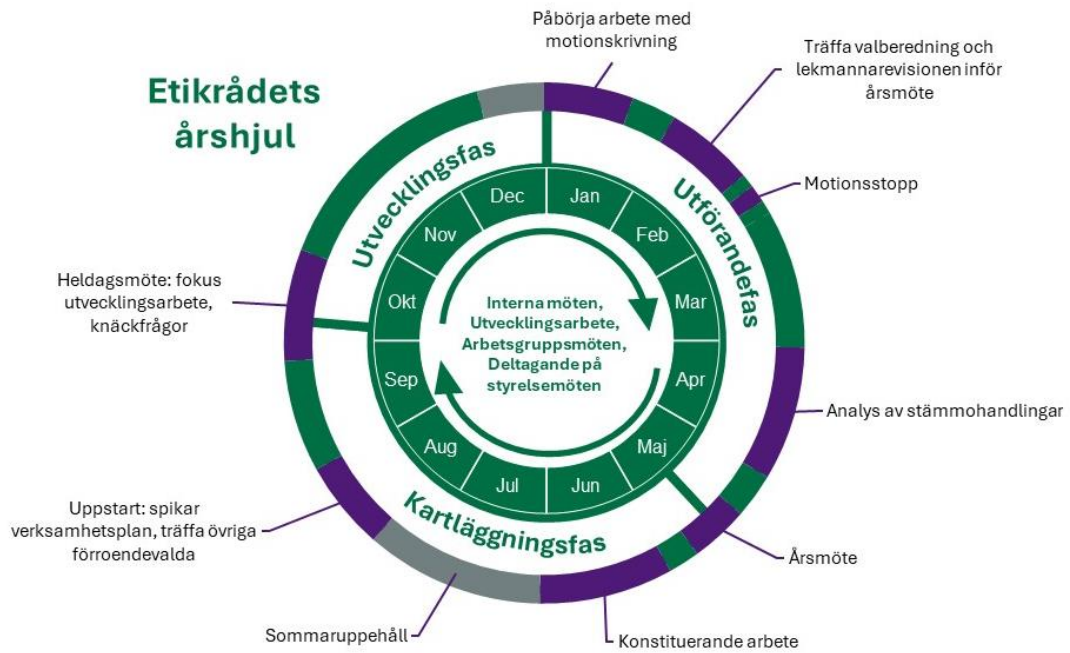 Etikrådets
årshjul
Påbörja arbete med
motionskrivning
Träffa valberedning och
lekmannarevisionen inför
årsmöte
Motionsstopp
Analys av stämmohandlingar
Årsmöte
Konstituerande arbete
Sommaruppehåll
Uppstart: spikar
verksamhetsplan, träffa övriga
förroendevalda
Heldagsmöte: fokus
utvecklingsarbete,
knäckfrågor
Utvecklingsfas
Utförandefas
Kartläggningsfas
Jan
Feb
Mar
Apr
Maj
Jun
Jul
Aug
Sep
Okt
Nov
Dec
Interna möten,
Utvecklingsarbete,
Arbetsgruppsmöten,
Deltagande på
styrelsemöten